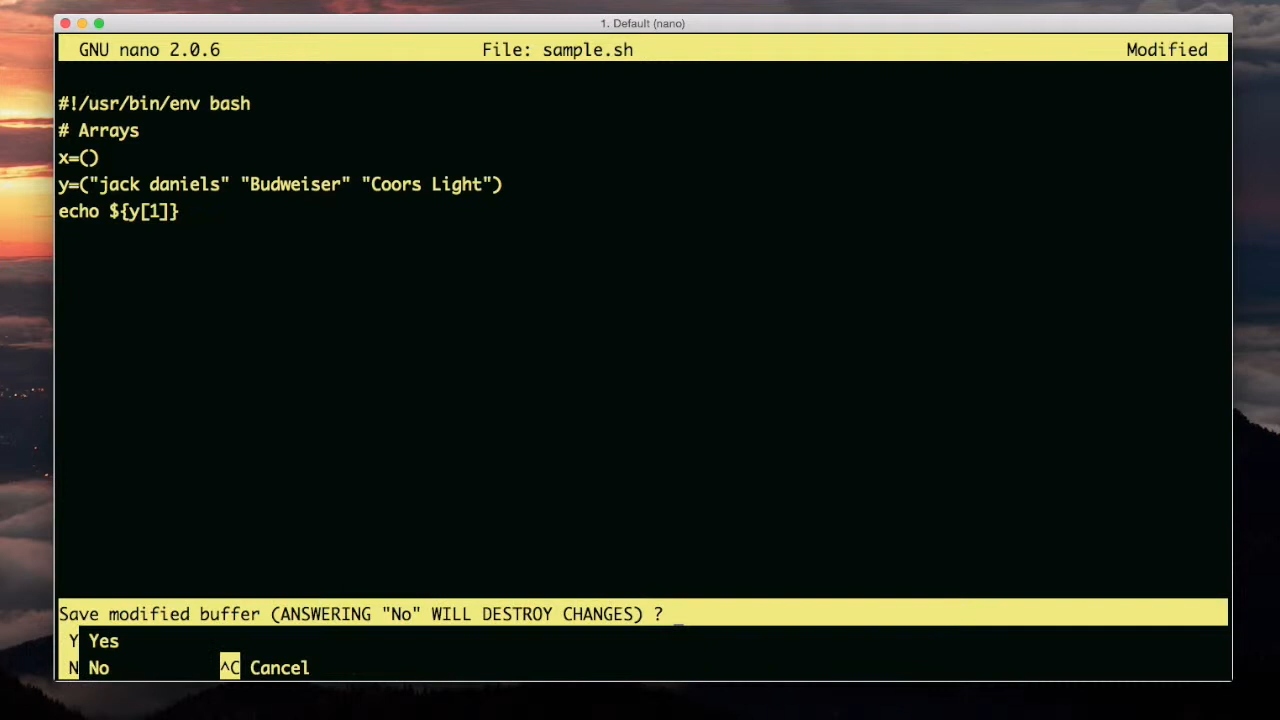 1. Default (nano)
GNU nano 2.0.6 File: sample.sh Modified
#!/usr/bin/env bash
# Arrays
x=()
y=("jack daniels" "Budweiser" "Coors Light")
echo ${y[1]}
Save modified buffer (ANSWERING "No" WILL DESTROY CHANGES) ?
Y Yes
N No ^C Cancel